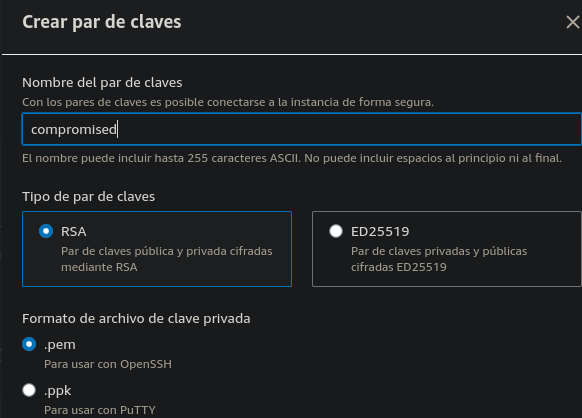 Crear par de claves
Nombre del par de claves
Con los pares de claves es posible conectarse a la instancia de forma segura.
compromised
El nombre puede incluir hasta 255 caracteres ASCII. No puede incluir espacios al principio ni al final.
Tipo de par de claves
RSA
Par de claves pública y privada cifradas
mediante RSA
ED25519
Par de claves privadas y públicas
cifradas ED25519
Formato de archivo de clave privada
.pem
Para usar con OpenSSH
.ppk
Para usar con PuTTY